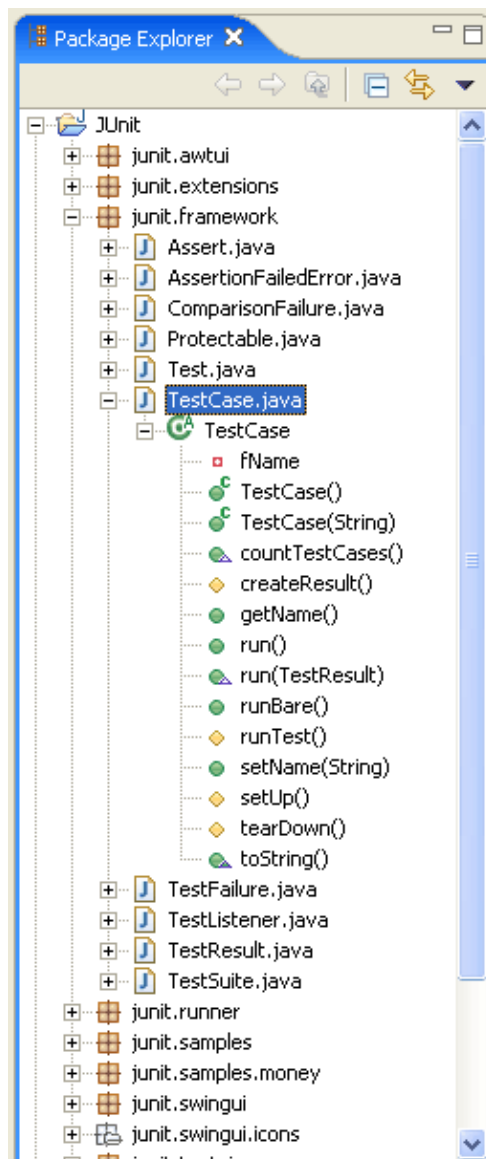 Package Explorer
JUnit
junit.awtui
junit.extensions
junit.framework
Assert.java
AssertionFailedError.java
ComparisonFailure.java
Protectable.java
Test.java
TestCase.java
TestCase
fName
TestCase()
TestCase(String)
countTestCases()
createResult()
getName()
run()
run(TestResult)
runBare()
runTest()
setName(String)
setUp()
tearDown()
toString()
TestFailure.java
TestListener.java
TestResult.java
TestSuite.java
junit.runner
junit.samples
junit.samples.money
junit.swingui
junit.swingui.icons